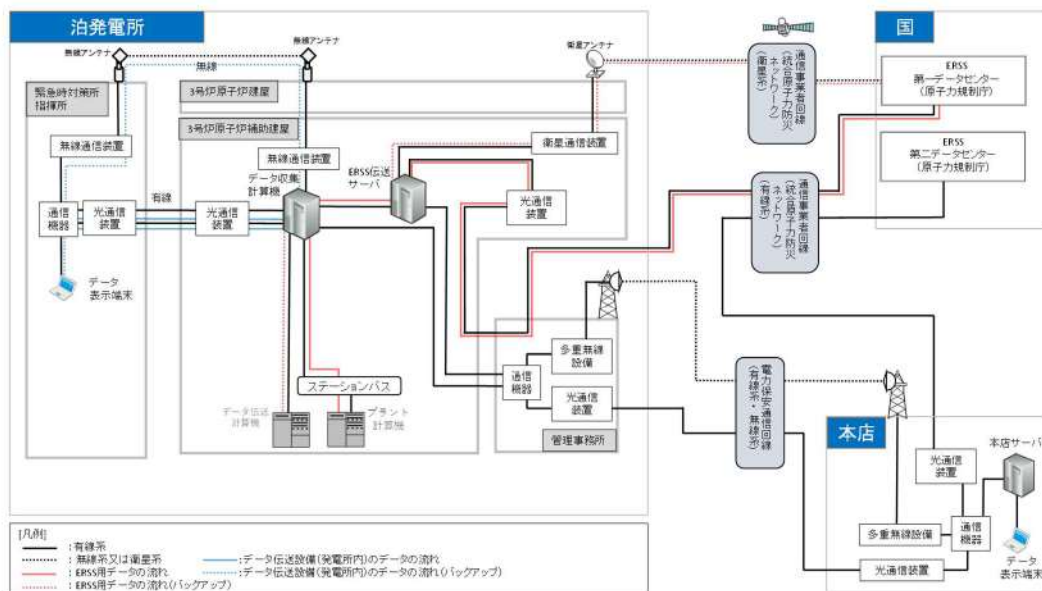 泊発電所
無線アンテナ
無線アンテナ
無線
衛星アンテナ
緊急時対策所
指揮所
3号炉原子炉建屋
3号炉原子炉補助建屋
無線通信装置
無線通信装置
データ収集
計算機
ERSS伝送
サーバ
衛星通信装置
有線
通信
機器
光通信
装置
光通信
装置
光通信
装置
データ
表示端末
ステーションバス
データ伝送
計算機
プラント
計算機
通信
機器
多重無線
設備
光通信
装置
管理事務所
通信事業者回線
(統合原子力防災
ネットワーク)
(衛星系)
通信事業者回線
(統合原子力防災
ネットワーク)
(有線系)
電力保安通信回線
(有線系・無線系)
国
ERSS
第一データセンター
(原子力規制庁)
ERSS
第二データセンター
(原子力規制庁)
本店
光通信
装置
本店サーバ
多重無線設備
通信
機器
光通信装置
データ
表示端末
[凡例]
:有線系
:無線系又は衛星系
:ERSS用データの流れ
:ERSS用データの流れ(バックアップ)
:データ伝送設備(発電所内)のデータの流れ
:データ伝送設備(発電所内)のデータの流れ(バックアップ)